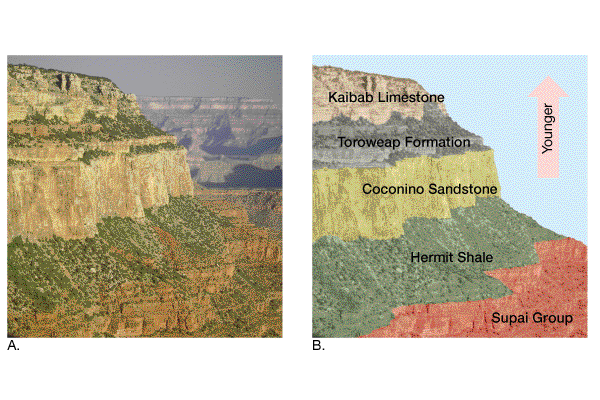 Kaibab Limestone
Younger
Toroweap Formation
Coconino Sandstone
Hermit Shale
Supai Group
A.
B.